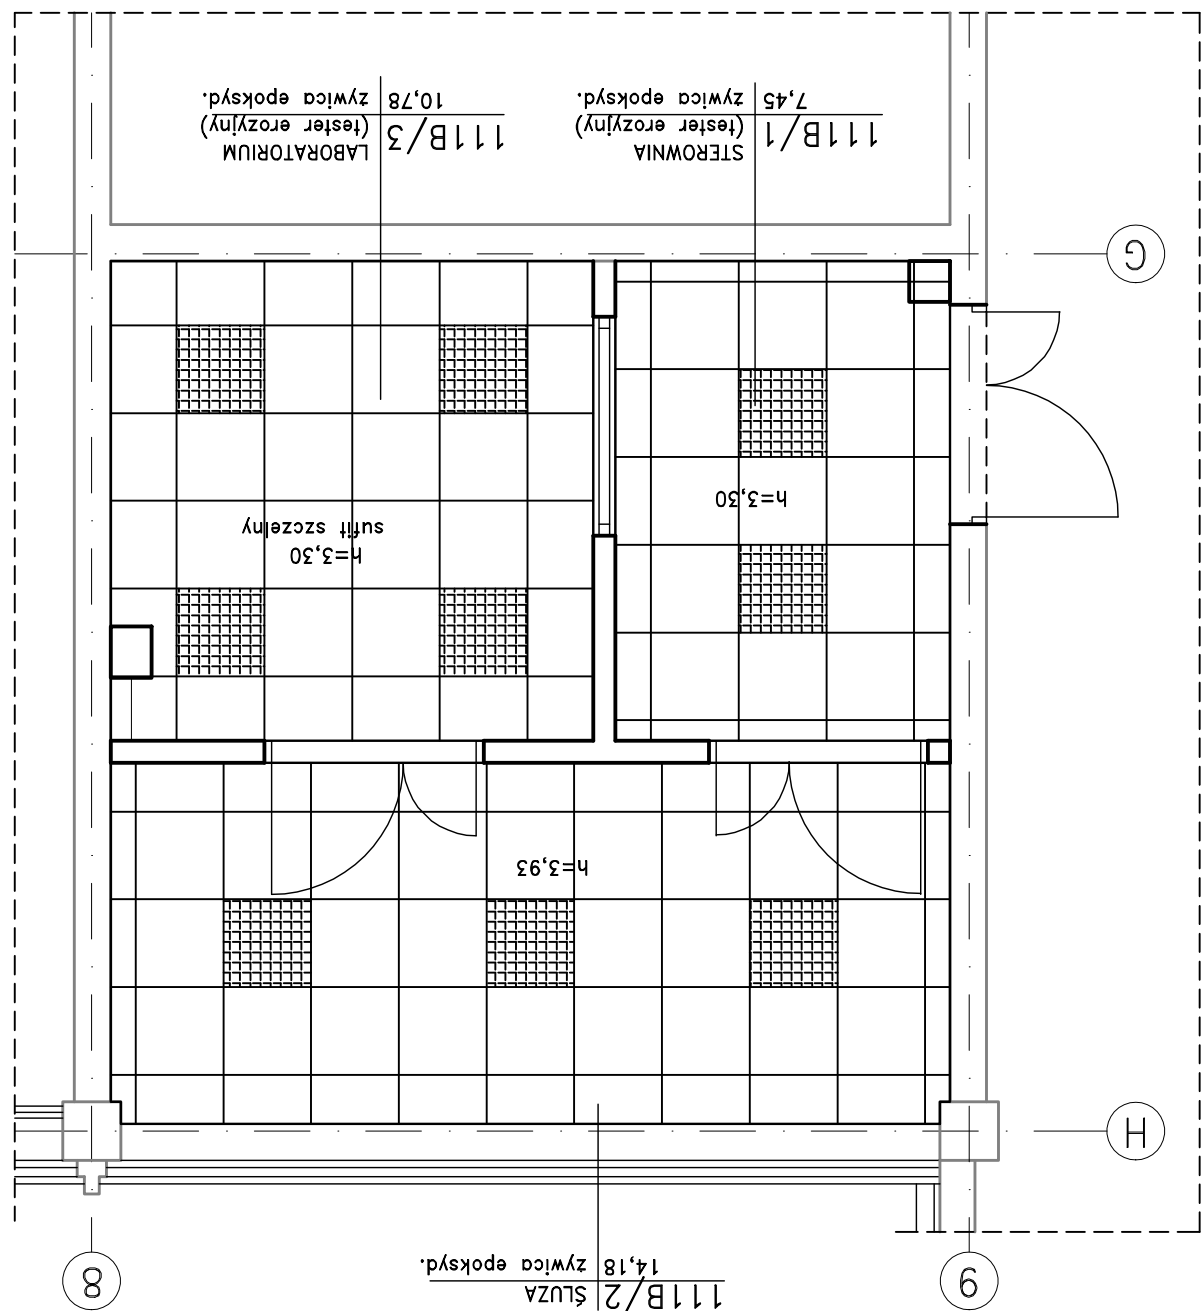 111B/2 ŚLUZA
14,18 żywica epoksyd.
9
8
H
h=3,93
h=3,30
sufit szczelny
h=3,30
G
STEROWNIA
111B/1 (tester erozyjny)
7,45 żywica epoksyd.
LABORATORIUM
111B/3 (tester erozyjny)
10,78 żywica epoksyd.